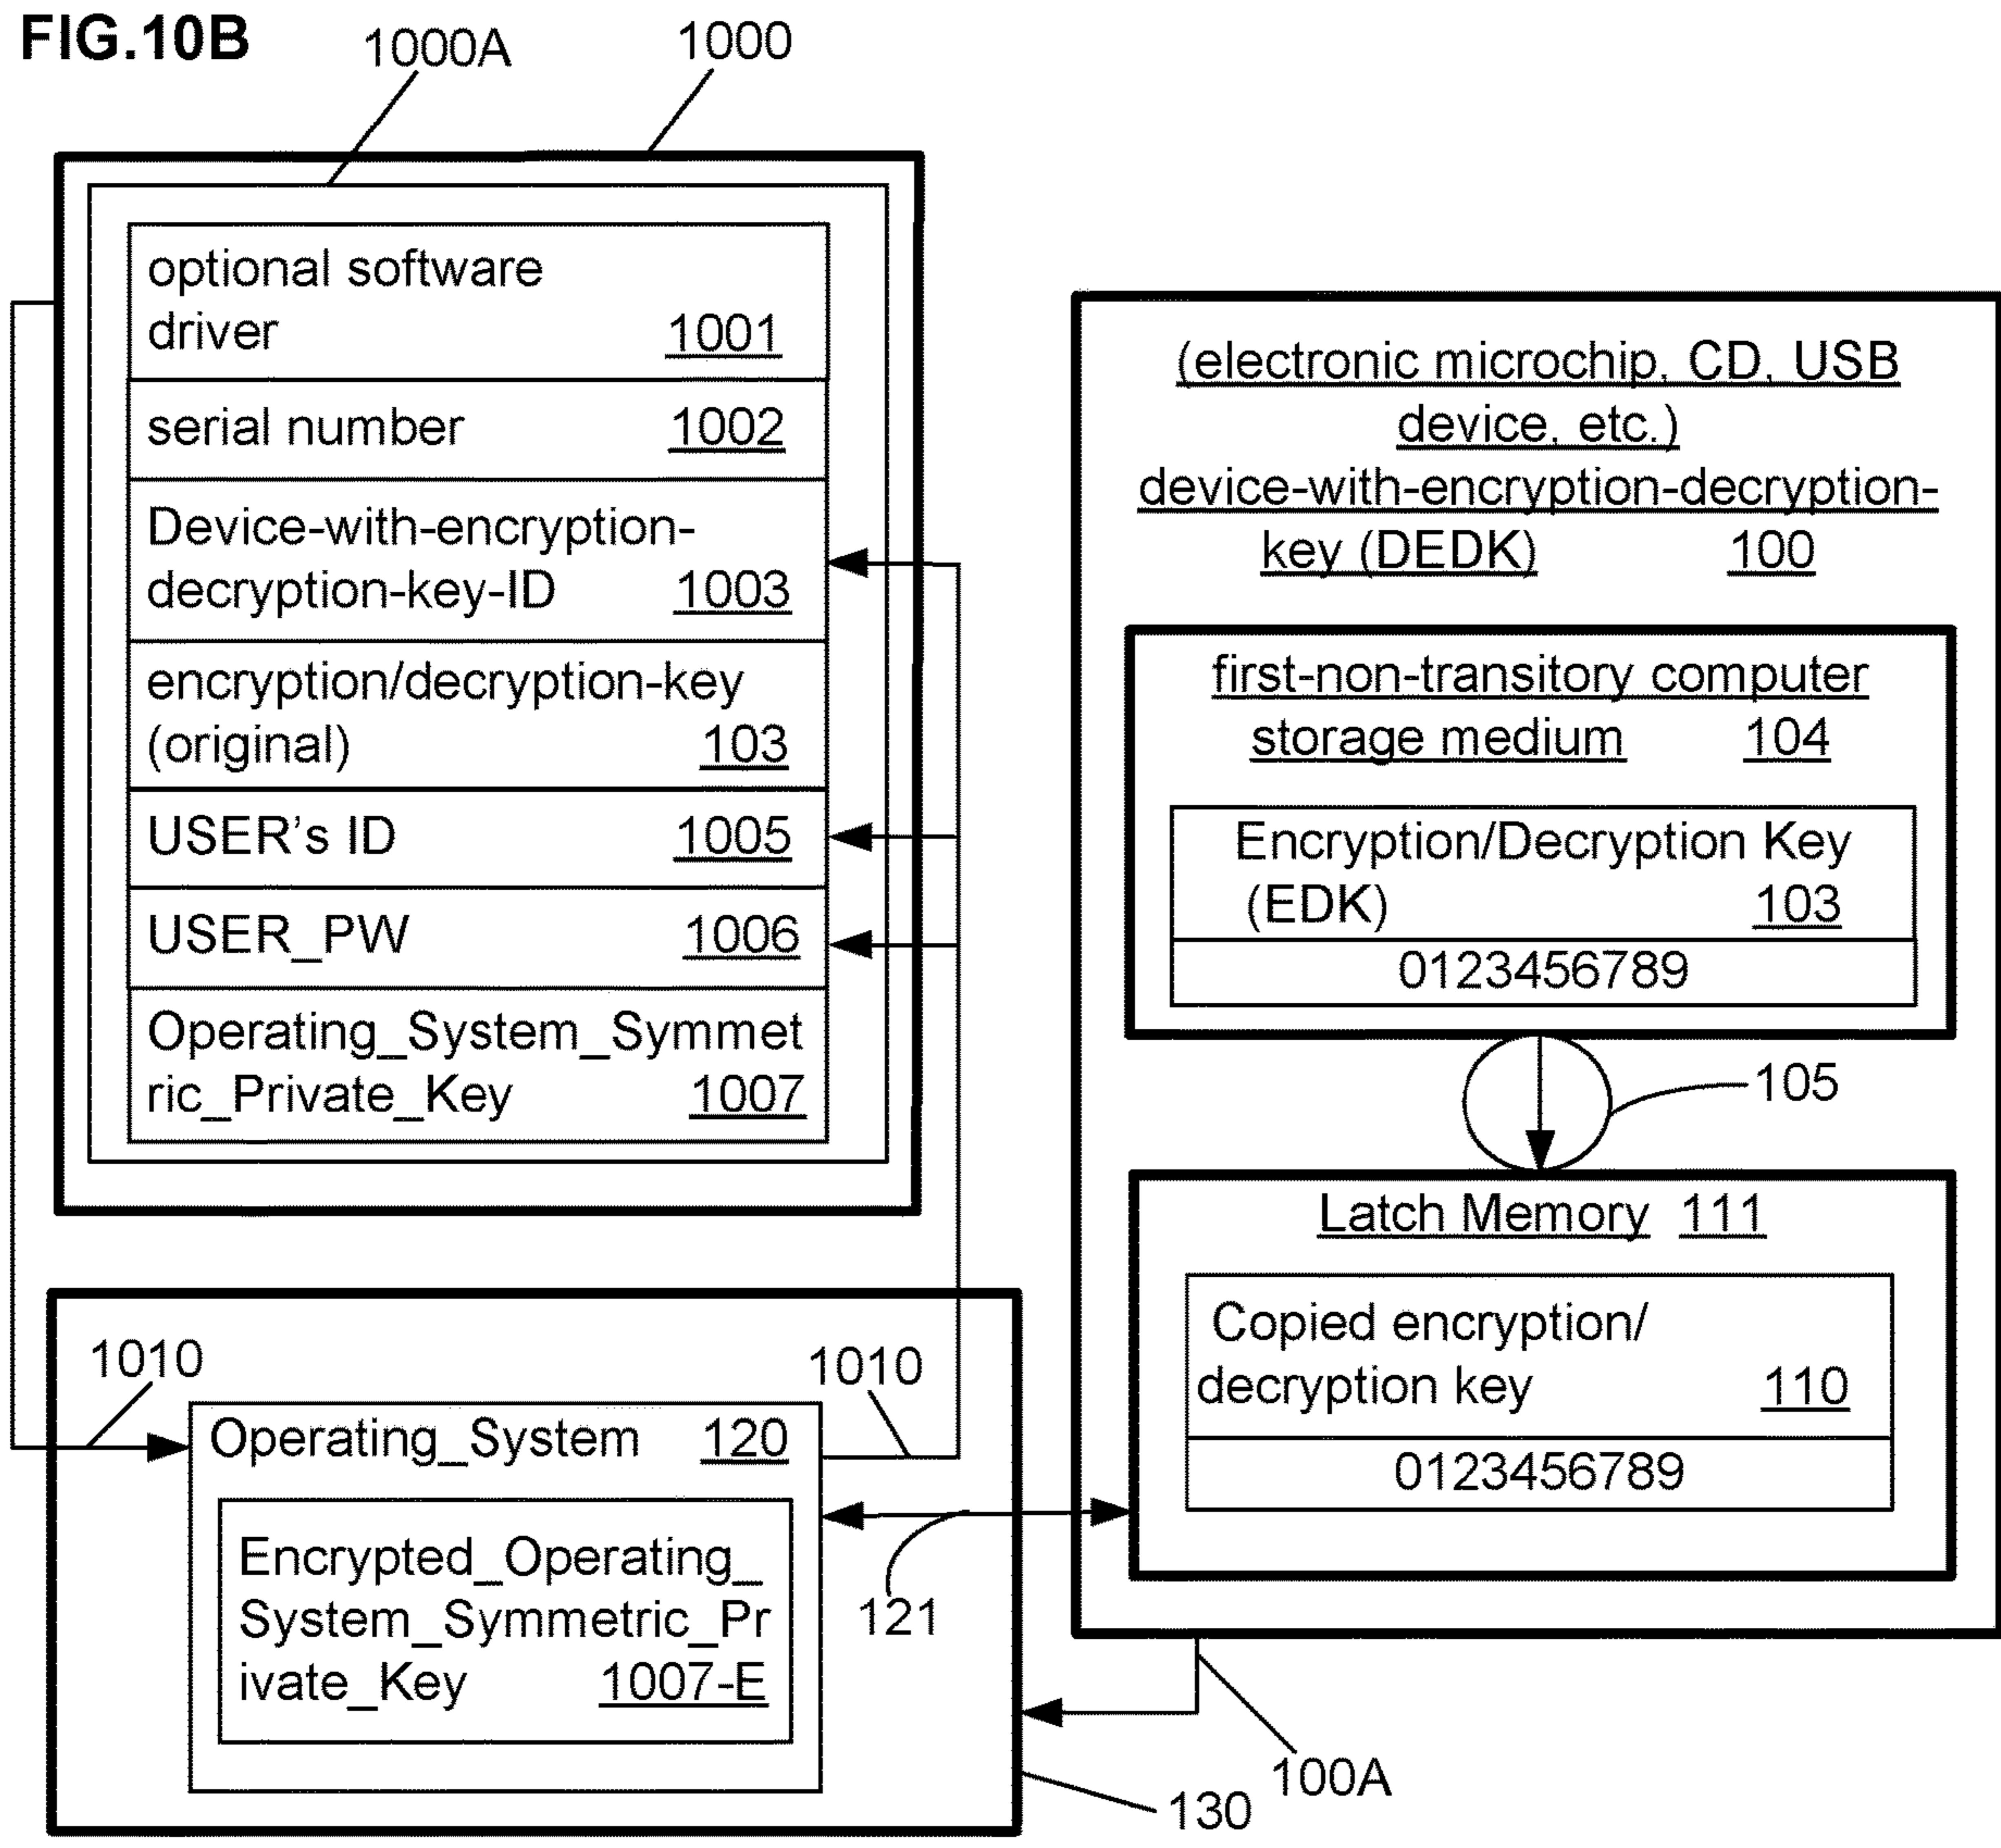 FIG.10B
1000A
1000
optional software
driver 1001
serial number 1002
Device-with-encryption-
decryption-key-ID 1003
encryption/decryption-key
(original) 103
USER's ID 1005
USER_PW 1006
Operating_System_Symmet
ric_Private_Key 1007
(electronic microchip, CD, USB
device, etc.)
device-with-encryption-decryption-
key (DEDK) 100
first-non-transitory computer
storage medium 104
Encryption/Decryption Key
(EDK) 103
0123456789
105
Latch Memory 111
Copied encryption/
decryption key 110
0123456789
1010
1010
Operating_System 120
Encrypted_Operating_
System_Symmetric_Pr
ivate_Key 1007-E
121
100A
130